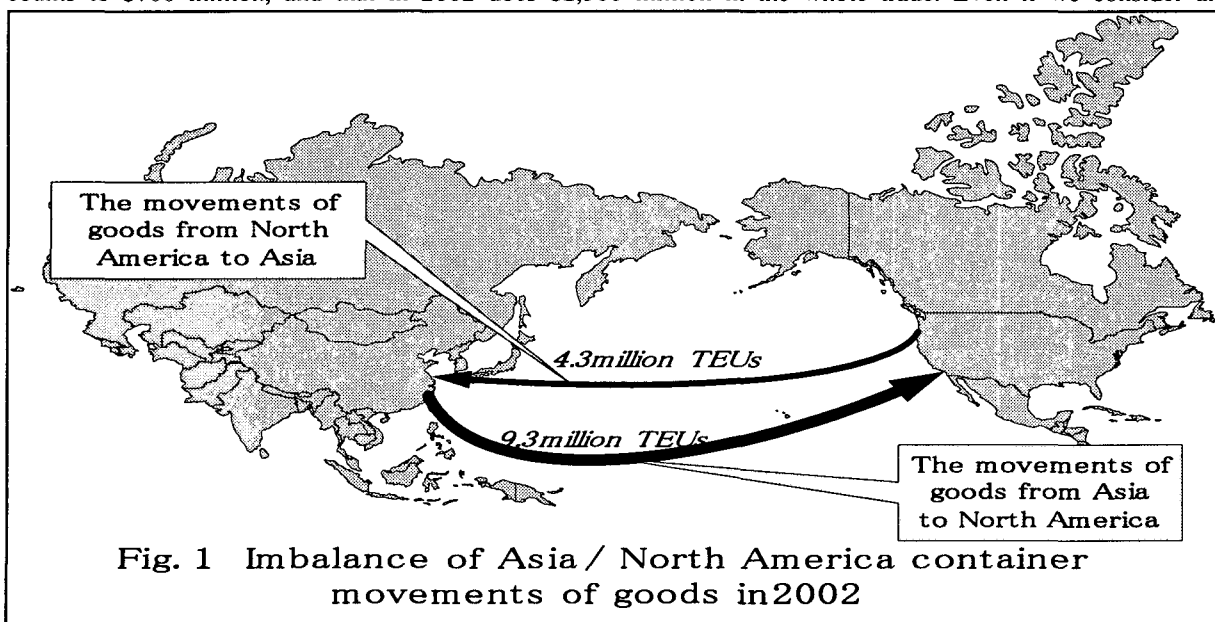 The movements of
goods from North
America to Asia
4.3million TEUs
9.3million TEUs
The movements of
goods from Asia
to North America
Fig. 1 Imbalance of Asia / North America container
movements of goods in2002